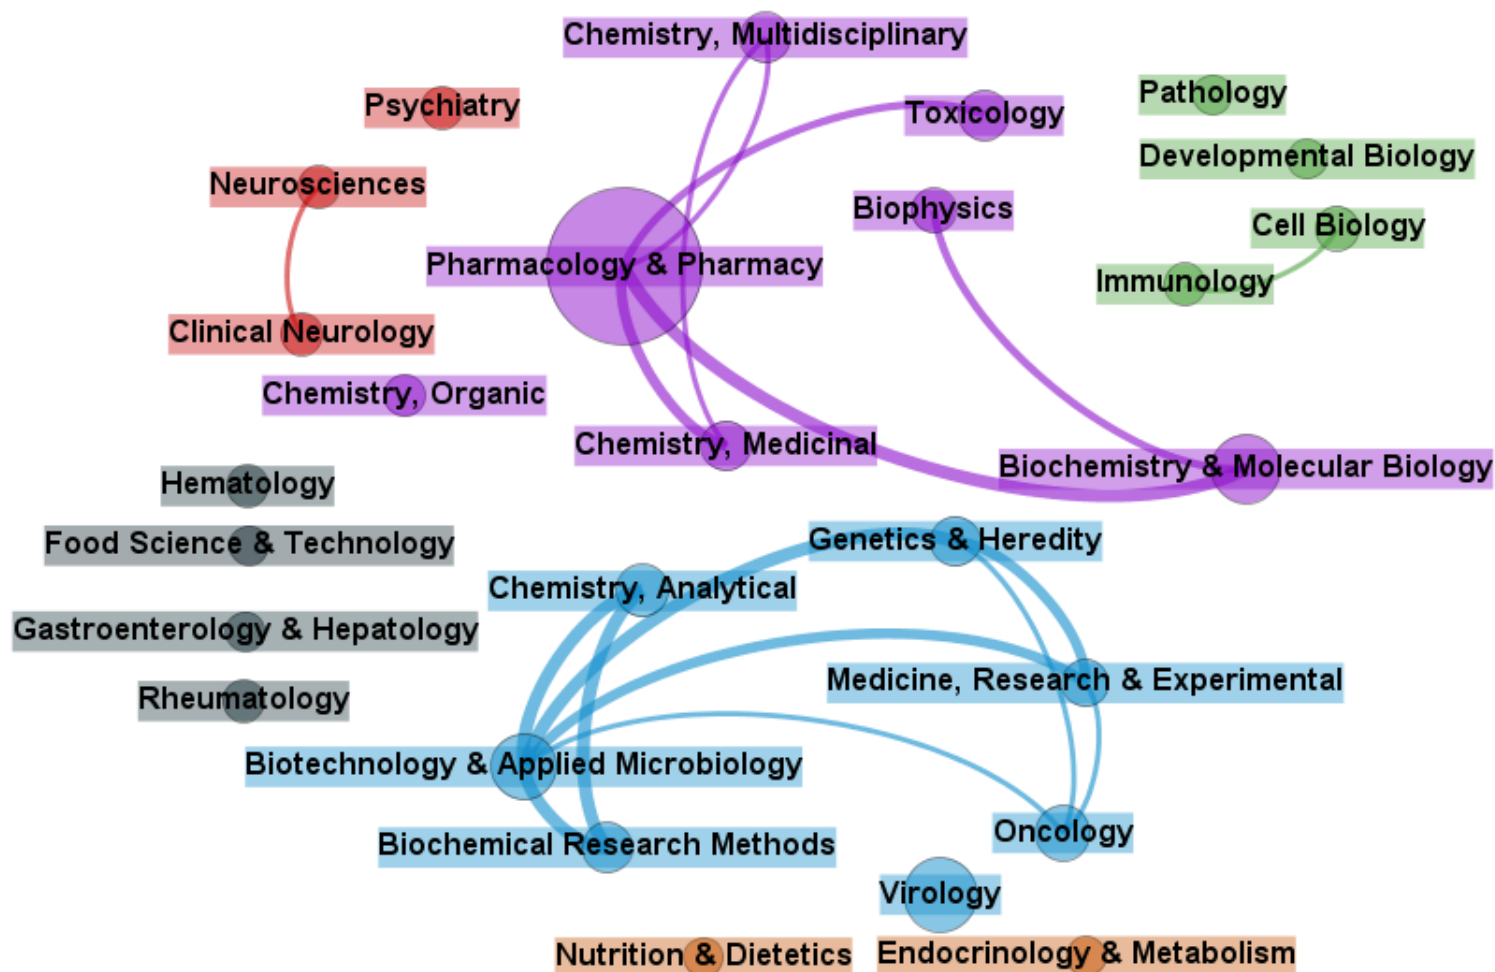 Chemistry, Multidisciplinary
Psychiatry
Toxicology
Pathology
Developmental Biology
Neurosciences
Biophysics
Cell Biology
Pharmacology & Pharmacy
Immunology
Clinical Neurology
Chemistry, Organic
Chemistry, Medicinal
Biochemistry & Molecular Biology
Hematology
Food Science & Technology
Genetics & Heredity
Chemistry, Analytical
Gastroenterology & Hepatology
Medicine, Research & Experimental
Rheumatology
Biotechnology & Applied Microbiology
Oncology
Biochemical Research Methods
Virology
Nutrition & Dietetics
Endocrinology & Metabolism